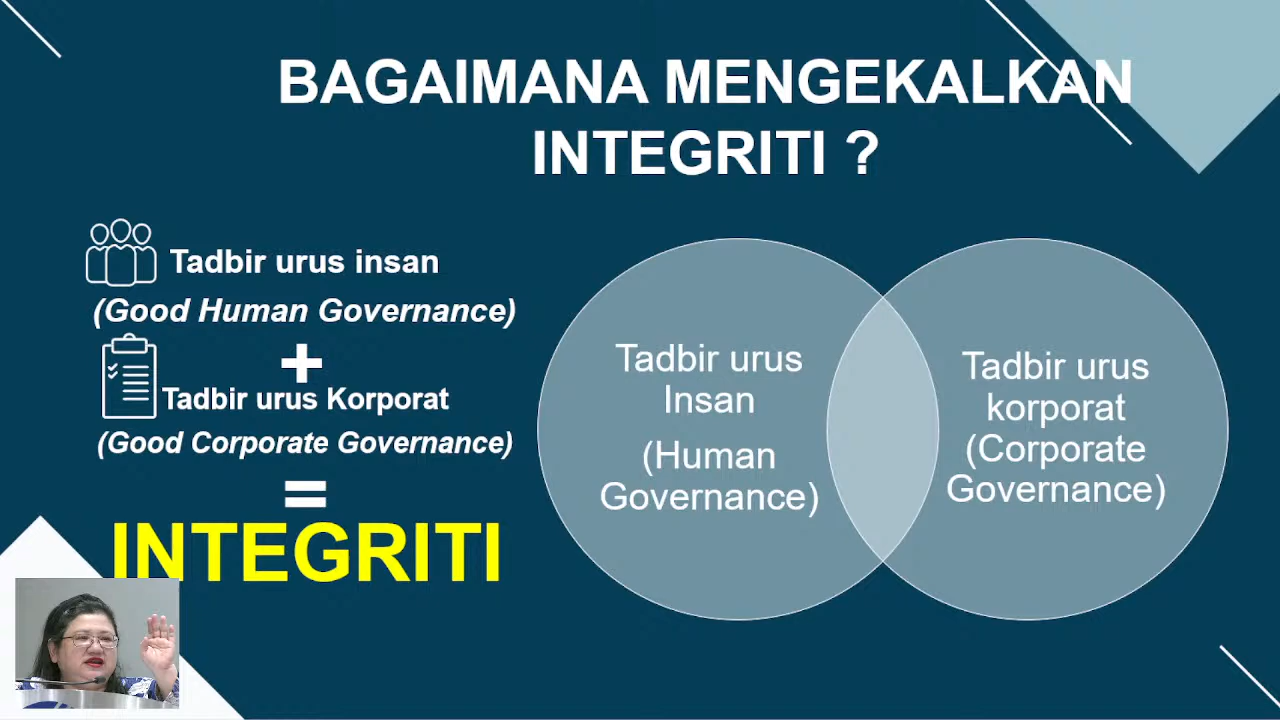 BAGAIMANA MENGEKALKAN
INTEGRITI ?
Tadbir urus insan
(Good Human Governance)
+
Tadbir urus Korporat
(Good Corporate Governance)
=
INTEGRITI
Tadbir urus
Insan
(Human
Governance)
Tadbir urus
korporat
(Corporate
Governance)